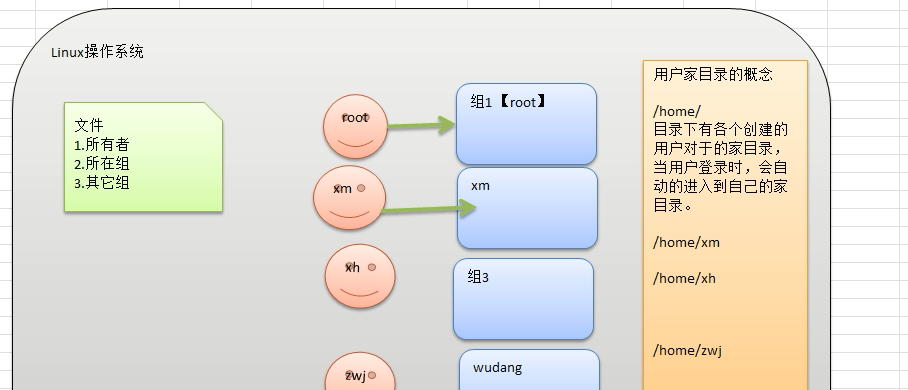 Linux操作系统
文件
1.所有者
2.所在组
3.其它组
root
xm
xh
zwj
组1【root】
xm
组3
wudang
用户家目录的概念
/home/
目录下有各个创建的
用户对于的家目录，
当用户登录时，会自
动的进入到自己的家
目录。
/home/xm
/home/xh
/home/zwj